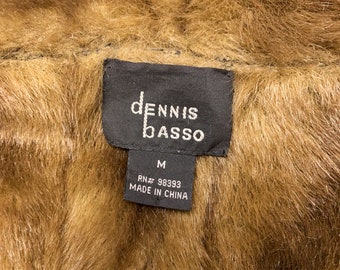 dENNIS
bASSO
M
RN# 98393
MADE IN CHINA